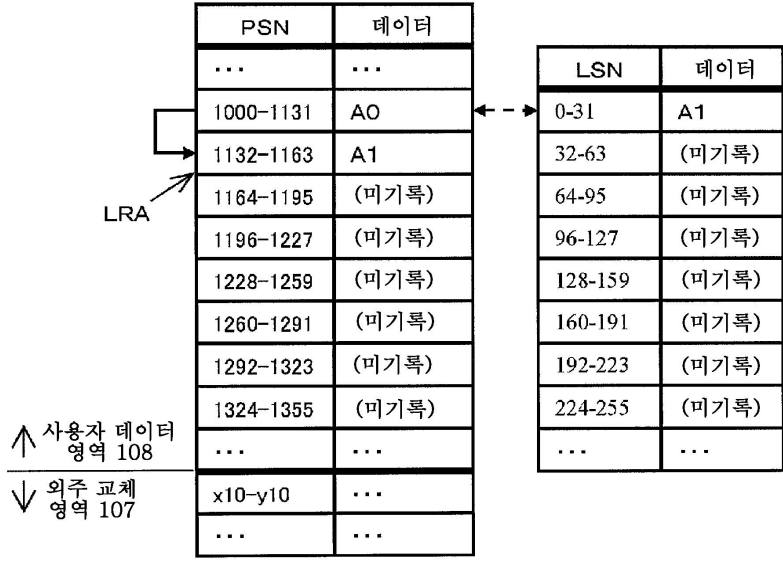 PSN 데이터
... ...
1000-1131 A0
1132-1163 A1
1164-1195 (미기록)
1196-1227 (미기록)
1228-1259 (미기록)
1260-1291 (미기록)
1292-1323 (미기록)
1324-1355 (미기록)
... ...
x10-y10 ...
... ...
LRA
사용자 데이터
영역 108
외주 교체
영역 107
LSN 데이터
0-31 A1
32-63 (미기록)
64-95 (미기록)
96-127 (미기록)
128-159 (미기록)
160-191 (미기록)
192-223 (미기록)
224-255 (미기록)
... ...